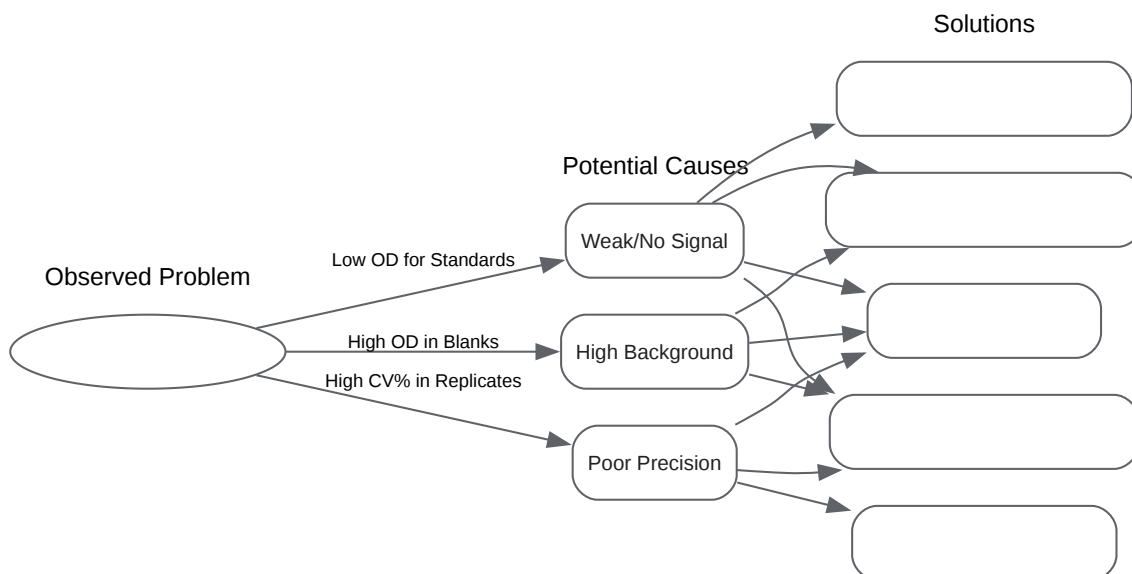 Solutions
Potential Causes
Weak/No Signal
Low OD for Standards
Observed Problem
High OD in Blanks
High Background
High CV% in Replicates
Poor Precision